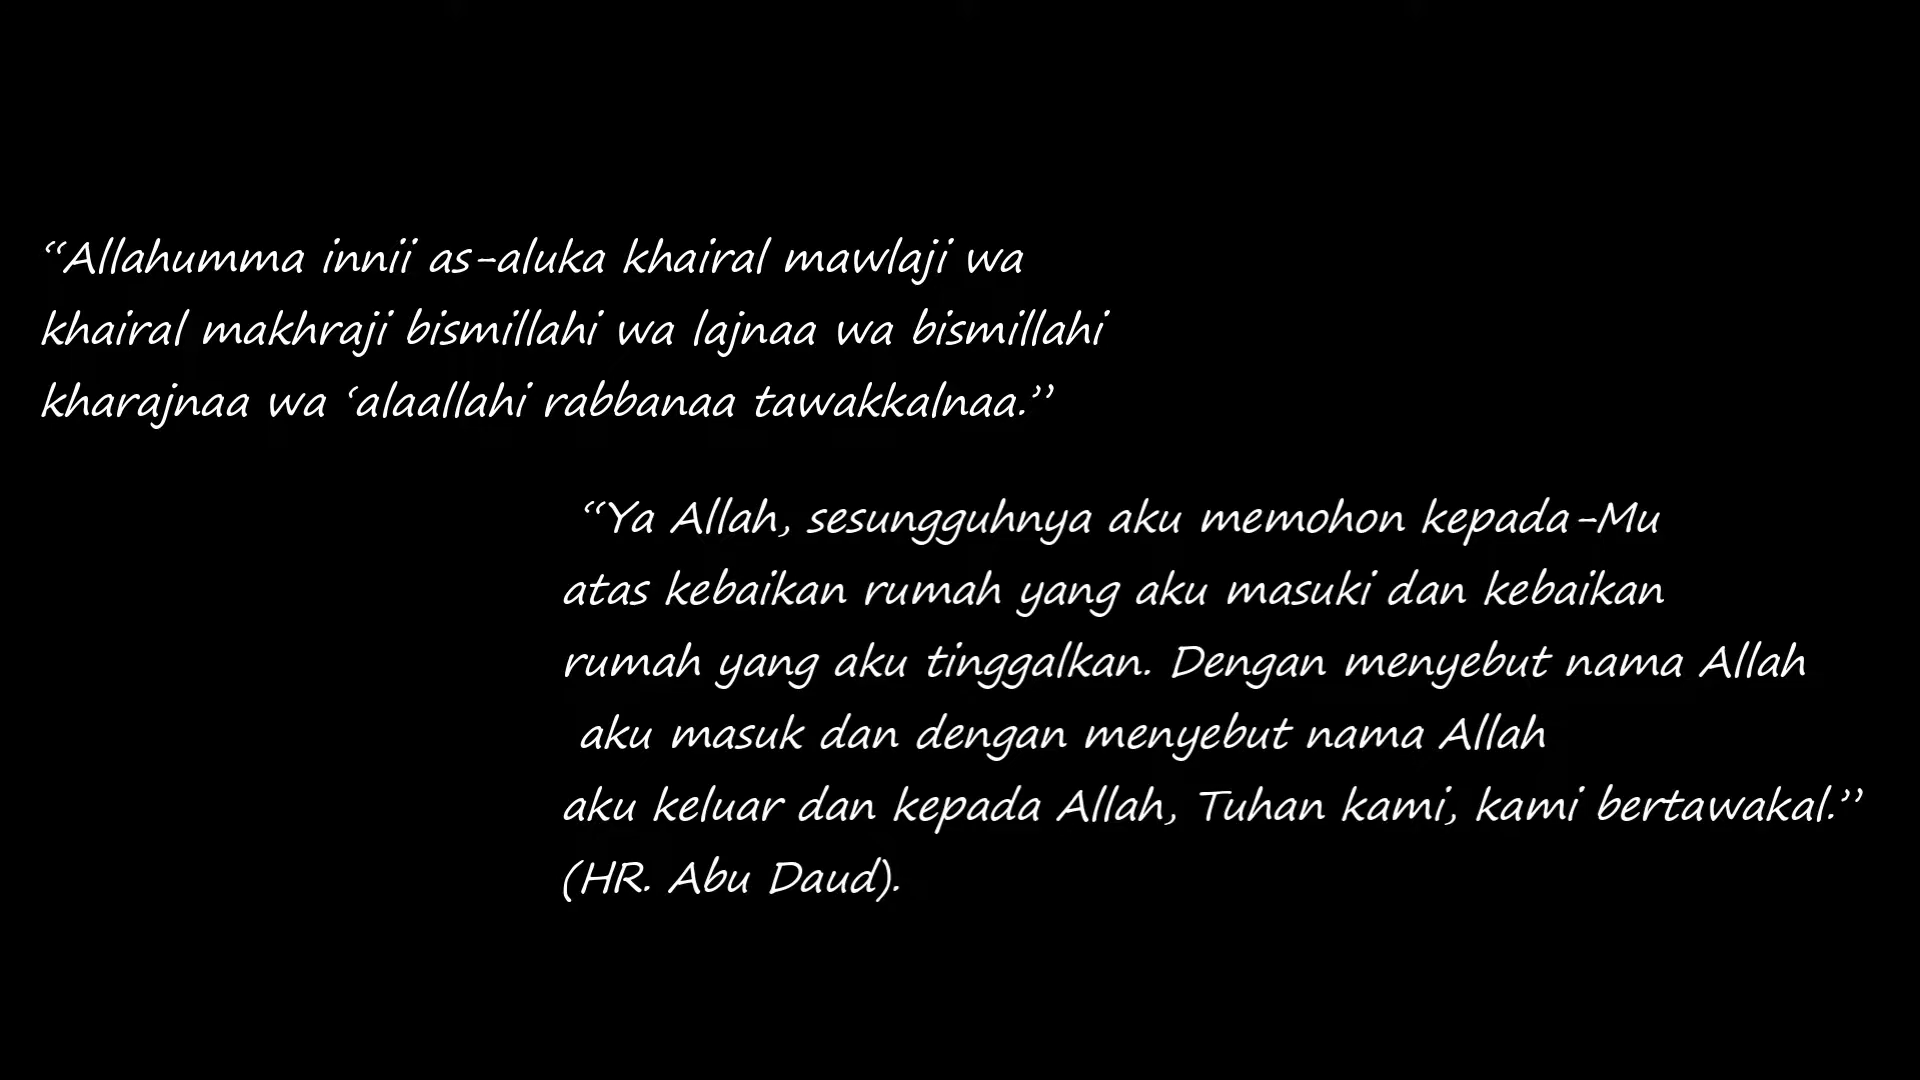 “Allahumma innii as-aluka khairal mawlaji wa
khairal makhraji bismillahi wa lajnaa wa bismillahi
kharajnaa wa ‘alaallahi rabbanaa tawakkalnaa.”
“Ya Allah, sesungguhnya aku memohon kepada-Mu
atas kebaikan rumah yang aku masuki dan kebaikan
rumah yang aku tinggalkan. Dengan menyebut nama Allah
aku masuk dan dengan menyebut nama Allah
aku keluar dan kepada Allah, Tuhan kami, kami bertawakal.”
(HR. Abu Daud).